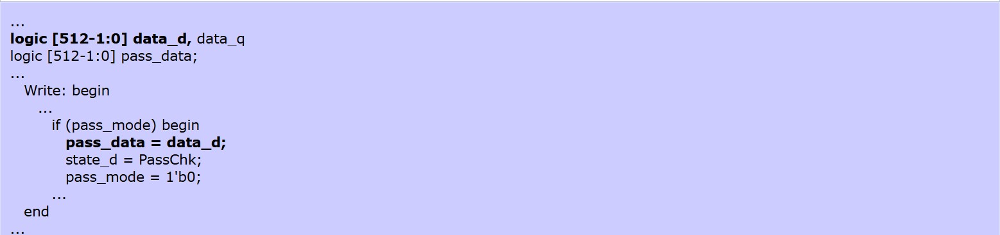 ...
logic [512-1:0] data_d, data_q
logic [512-1:0] pass_data;
...
Write: begin
...
if (pass_mode) begin
pass_data = data_d;
state_d = PassChk;
pass_mode = 1'b0;
...
end
...